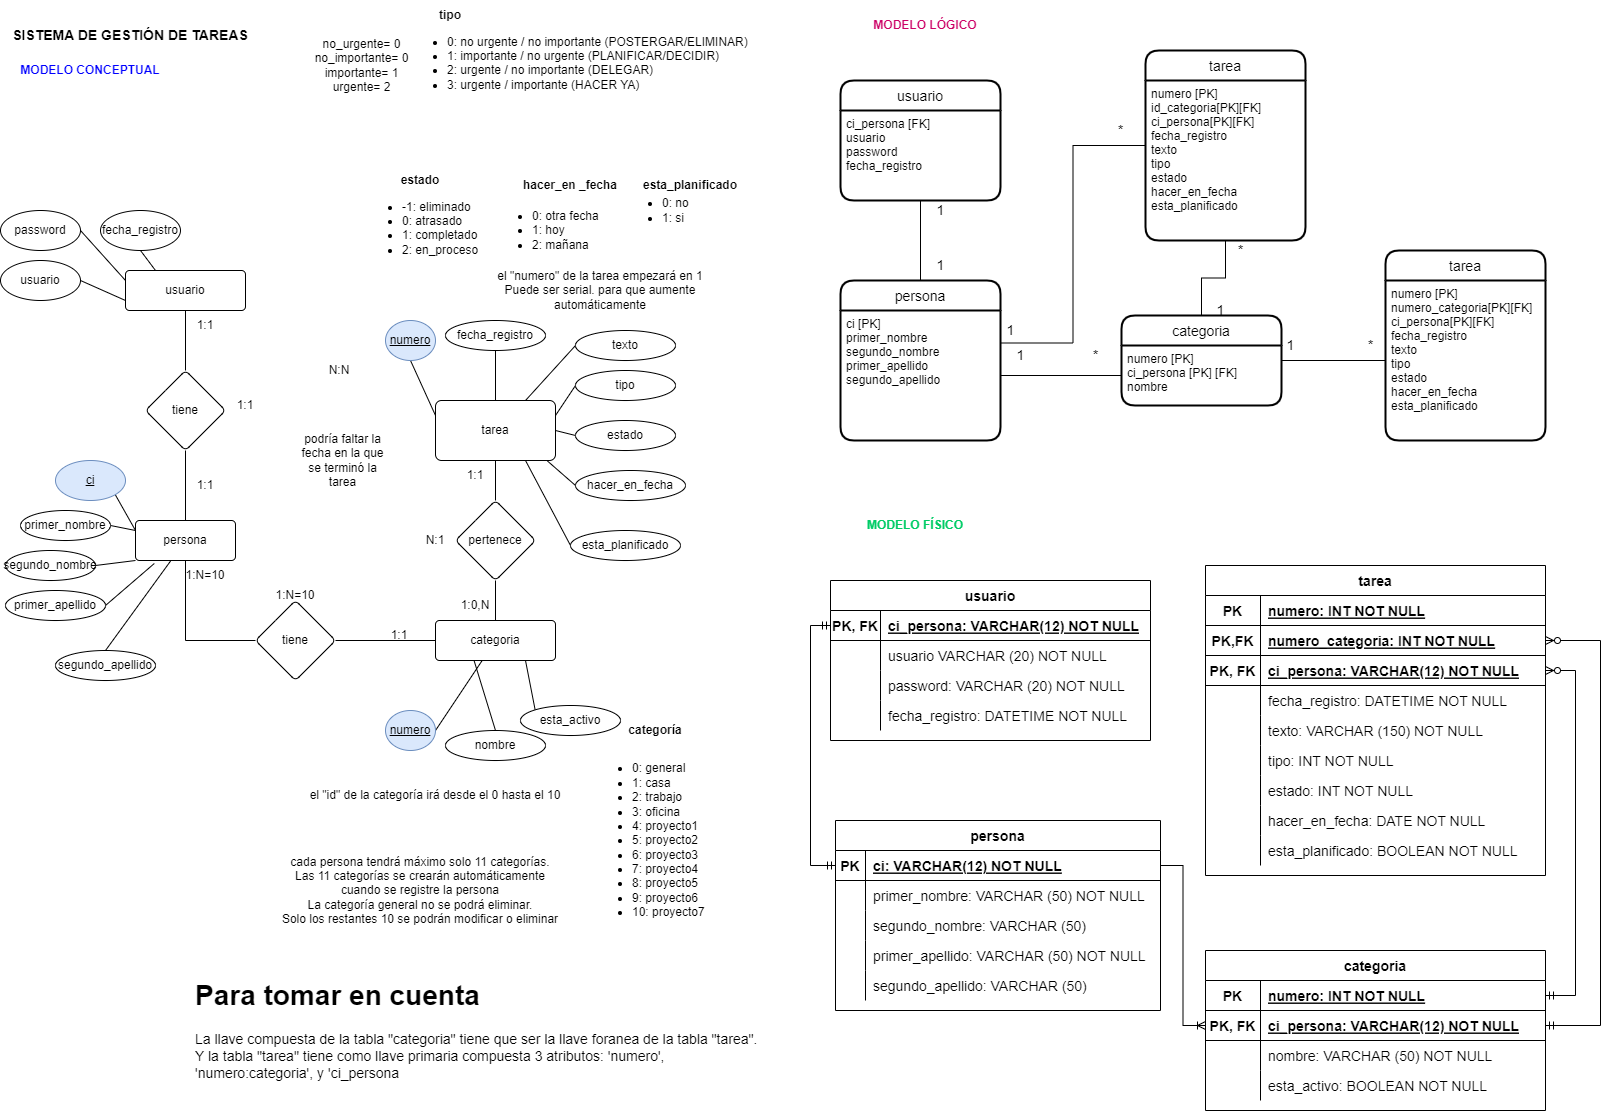 SISTEMA DE GESTIÓN DE TAREAS
MODELO CONCEPTUAL
no_urgente= 0
no_importante= 0
importante= 1
urgente= 2
tipo
0: no urgente / no importante (POSTERGAR/ELIMINAR)
1: importante / no urgente (PLANIFICAR/DECIDIR)
2: urgente / no importante (DELEGAR)
3: urgente / importante (HACER YA)
estado
-1: eliminado
0: atrasado
1: completado
2: en_proceso
hacer_en _fecha
0: otra fecha
1: hoy
2: mañana
esta_planificado
0: no
1: si
el "numero" de la tarea empezará en 1
Puede ser serial. para que aumente
automáticamente
password
fecha_registro
usuario
usuario
1:1
tiene
1:1
1:1
ci
primer_nombre
persona
segundo_nombre
1:N=10
primer_apellido
segundo_apellido
1:N=10
tiene
1:1
numero
fecha_registro
texto
N:N
tipo
tarea
estado
podría faltar la
fecha en la que
se terminó la
tarea
1:1
hacer_en_fecha
N:1
pertenece
esta_planificado
1:0,N
categoria
numero
nombre
esta_activo
categoría
0: general
1: casa
2: trabajo
3: oficina
4: proyecto1
5: proyecto2
6: proyecto3
7: proyecto4
8: proyecto5
9: proyecto6
10: proyecto7
el "id" de la categoría irá desde el 0 hasta el 10
cada persona tendrá máximo solo 11 categorías.
Las 11 categorías se crearán automáticamente
cuando se registre la persona
La categoría general no se podrá eliminar.
Solo los restantes 10 se podrán modificar o eliminar
Para tomar en cuenta
La llave compuesta de la tabla "categoria" tiene que ser la llave foranea de la tabla "tarea".
Y la tabla "tarea" tiene como llave primaria compuesta 3 atributos: 'numero',
'numero:categoria', y 'ci_persona
MODELO LÓGICO
usuario
ci_persona [FK]
usuario
password
fecha_registro
1
1
persona
ci [PK]
primer_nombre
segundo_nombre
primer_apellido
segundo_apellido
1
*
1
*
tarea
numero [PK]
id_categoria[PK][FK]
ci_persona[PK][FK]
fecha_registro
texto
tipo
estado
hacer_en_fecha
esta_planificado
*
1
categoria
numero [PK]
ci_persona [PK] [FK]
nombre
1
*
tarea
numero [PK]
numero_categoria[PK][FK]
ci_persona[PK][FK]
fecha_registro
texto
tipo
estado
hacer_en_fecha
esta_planificado
MODELO FÍSICO
usuario
PK, FK ci_persona: VARCHAR(12) NOT NULL
usuario VARCHAR (20) NOT NULL
password: VARCHAR (20) NOT NULL
fecha_registro: DATETIME NOT NULL
persona
PK ci: VARCHAR(12) NOT NULL
primer_nombre: VARCHAR (50) NOT NULL
segundo_nombre: VARCHAR (50)
primer_apellido: VARCHAR (50) NOT NULL
segundo_apellido: VARCHAR (50)
tarea
PK numero: INT NOT NULL
PK,FK numero_categoria: INT NOT NULL
PK, FK ci_persona: VARCHAR(12) NOT NULL
fecha_registro: DATETIME NOT NULL
texto: VARCHAR (150) NOT NULL
tipo: INT NOT NULL
estado: INT NOT NULL
hacer_en_fecha: DATE NOT NULL
esta_planificado: BOOLEAN NOT NULL
categoria
PK numero: INT NOT NULL
PK, FK ci_persona: VARCHAR(12) NOT NULL
nombre: VARCHAR (50) NOT NULL
esta_activo: BOOLEAN NOT NULL